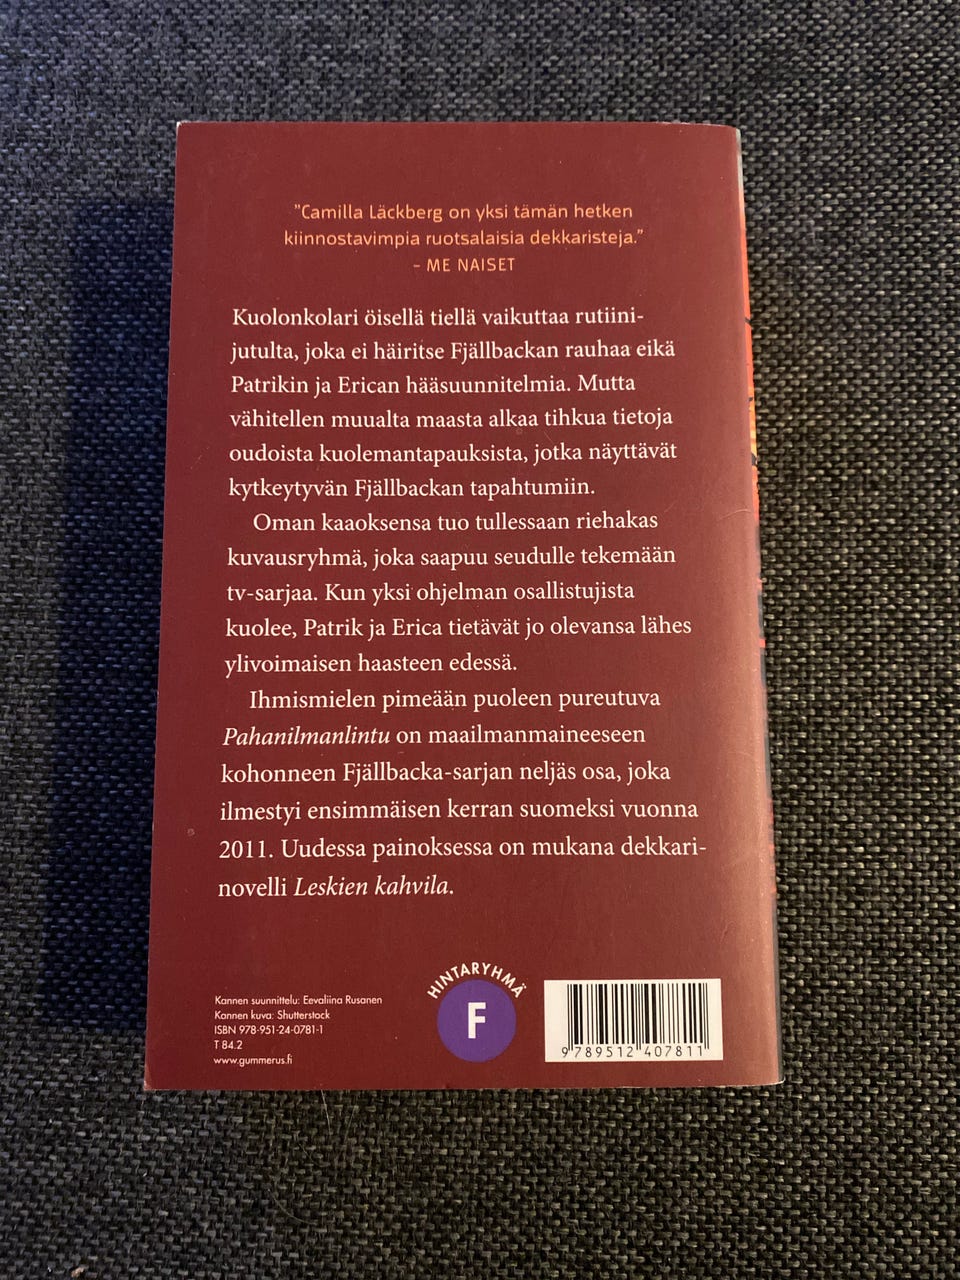 ”Camilla Läckberg on yksi tämän hetken
kiinnostavimpia ruotsalaisia dekkaristeja.”
– ME NAISET
Kuolonkolari öisellä tiellä vaikuttaa rutiini-
jutulta, joka ei häiritse Fjällbackan rauhaa eikä
Patrikin ja Erican hääsuunnitelmia. Mutta
vähitellen muualta maasta alkaa tihkua tietoja
oudoista kuolemantapauksista, jotka näyttävät
kytkeytyvän Fjällbackan tapahtumiin.
Oman kaaoksensa tuo tullessaan riehakas
kuvausryhmä, joka saapuu seudulle tekemään
tv-sarjaa. Kun yksi ohjelman osallistujista
kuolee, Patrik ja Erica tietävät jo olevansa lähes
ylivoimaisen haasteen edessä.
Ihmismielen pimeään puoleen pureutuva
Pahanilmanlintu on maailmanmaineeseen
kohonneen Fjällbacka-sarjan neljäs osa, joka
ilmestyi ensimmäisen kerran suomeksi vuonna
2011. Uudessa painoksessa on mukana dekkari-
novelli Leskien kahvila.
Kannen suunnittelu: Eevaliina Rusanen
Kannen kuva: Shutterstock
ISBN 978-951-24-0781-1
T 84.2
www.gummerus.fi
HINTARYHMÄ
F
9 789512 407811